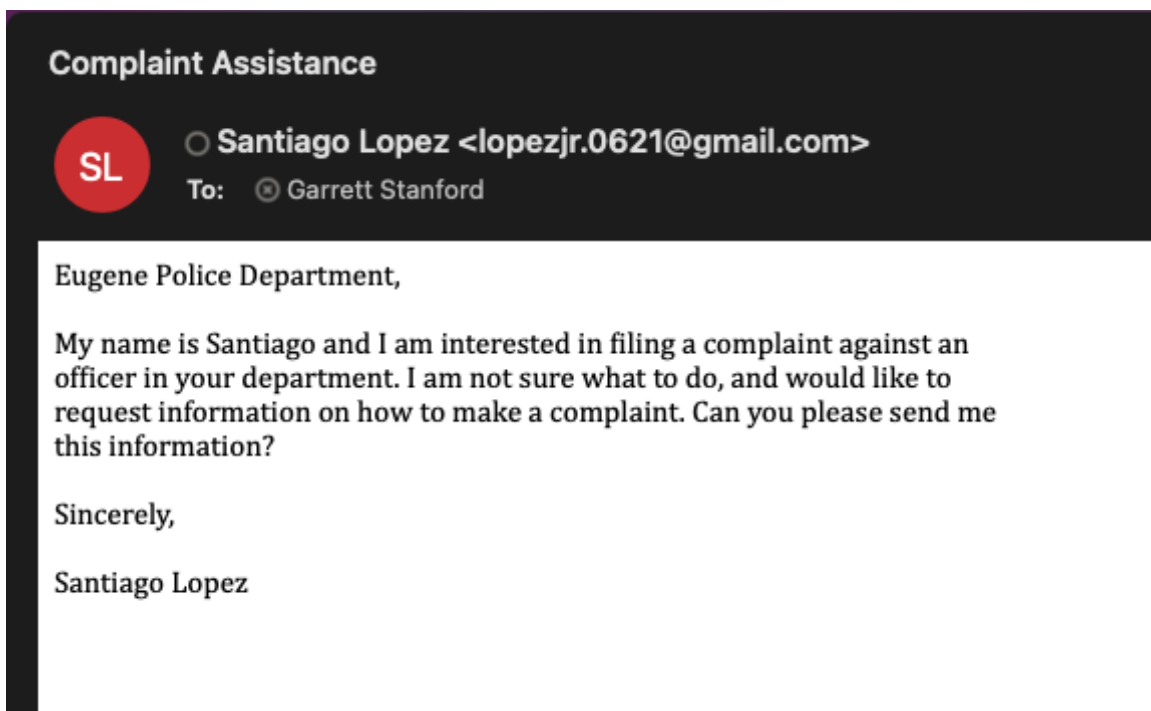 Complaint Assistance
SL
Santiago Lopez <lopezjr.0621@gmail.com>
To: Garrett Stanford
Eugene Police Department,
My name is Santiago and I am interested in filing a complaint against an
officer in your department. I am not sure what to do, and would like to
request information on how to make a complaint. Can you please send me
this information?
Sincerely,
Santiago Lopez